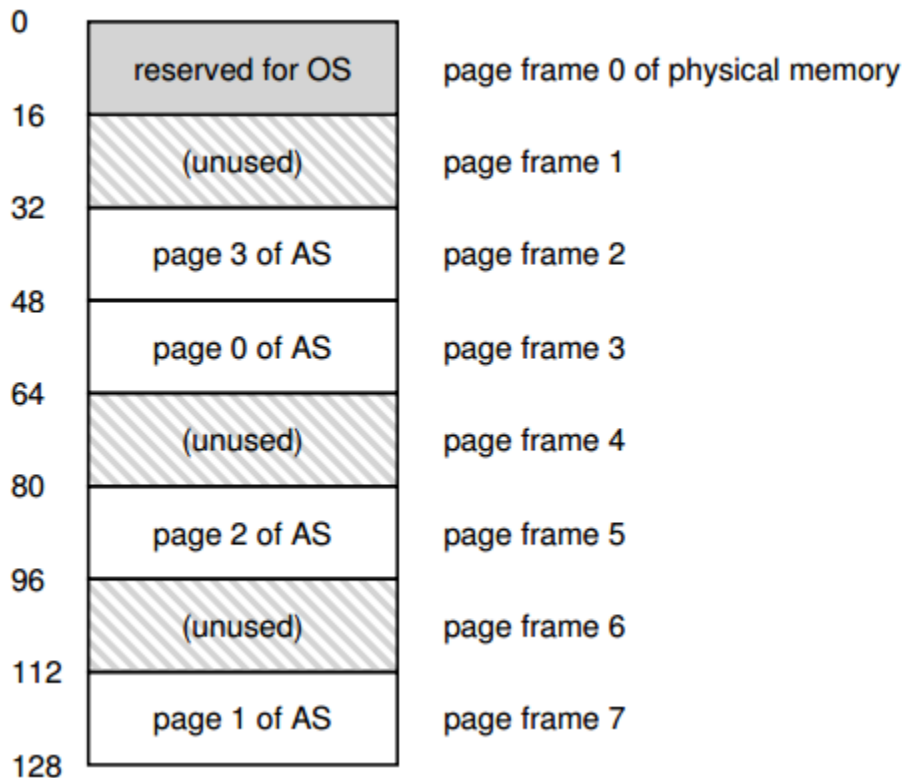 0
reserved for OS page frame 0 of physical memory
16
(unused) page frame 1
32
page 3 of AS page frame 2
48
page 0 of AS page frame 3
64
(unused) page frame 4
80
page 2 of AS page frame 5
96
(unused) page frame 6
112
page 1 of AS page frame 7
128